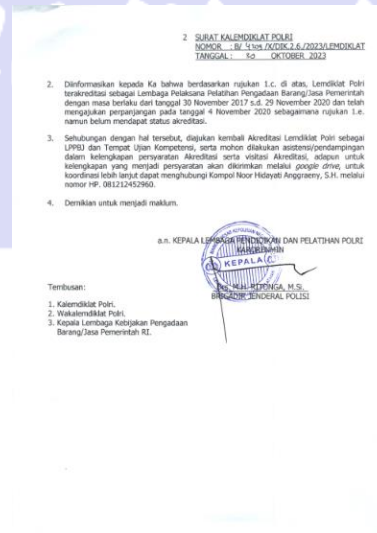 2 SURAT KALEMDIKLAT POLRI
NOMOR : B/ 4308 /X/DIK.2.6./2023/LEMDIKLAT
TANGGAL : 30 OKTOBER 2023
2. Diinformasikan kepada Ka bahwa berdasarkan rujukan 1.c. di atas, Lemdiklat Polri
terakreditasi sebagai Lembaga Pelaksana Pelatihan Pengadaan Barang/Jasa Pemerintah
dengan masa berlaku dari tanggal 30 November 2017 s.d. 29 November 2020 dan telah
mengajukan perpanjangan pada tanggal 4 November 2020 sebagaimana rujukan 1.e.
namun belum mendapat status akreditasi.
3. Sehubungan dengan hal tersebut, diajukan kembali Akreditasi Lemdiklat Polri sebagai
LPPBJ dan Tempat Ujian Kompetensi, serta mohon dilakukan asistensi/pendampingan
dalam kelengkapan persyaratan Akreditasi serta visitasi Akreditasi, adapun untuk
kelengkapan yang menjadi persyaratan akan dikirimkan melalui google drive, untuk
koordinasi lebih lanjut dapat menghubungi Kompol Noor Hidayati Anggraeny, S.H. melalui
nomor HP. 081212452960.
4. Demikian untuk menjadi maklum.
a.n. KEPALA LEMBAGA PENDIDIKAN DAN PELATIHAN POLRI
KARORENMIN
KEPALA
Drs. M.H. RITONGA, M.Si.
BRIGADIR JENDERAL POLISI
Tembusan:
1. Kalemdiklat Polri.
2. Wakalemdiklat Polri.
3. Kepala Lembaga Kebijakan Pengadaan
Barang/Jasa Pemerintah RI.